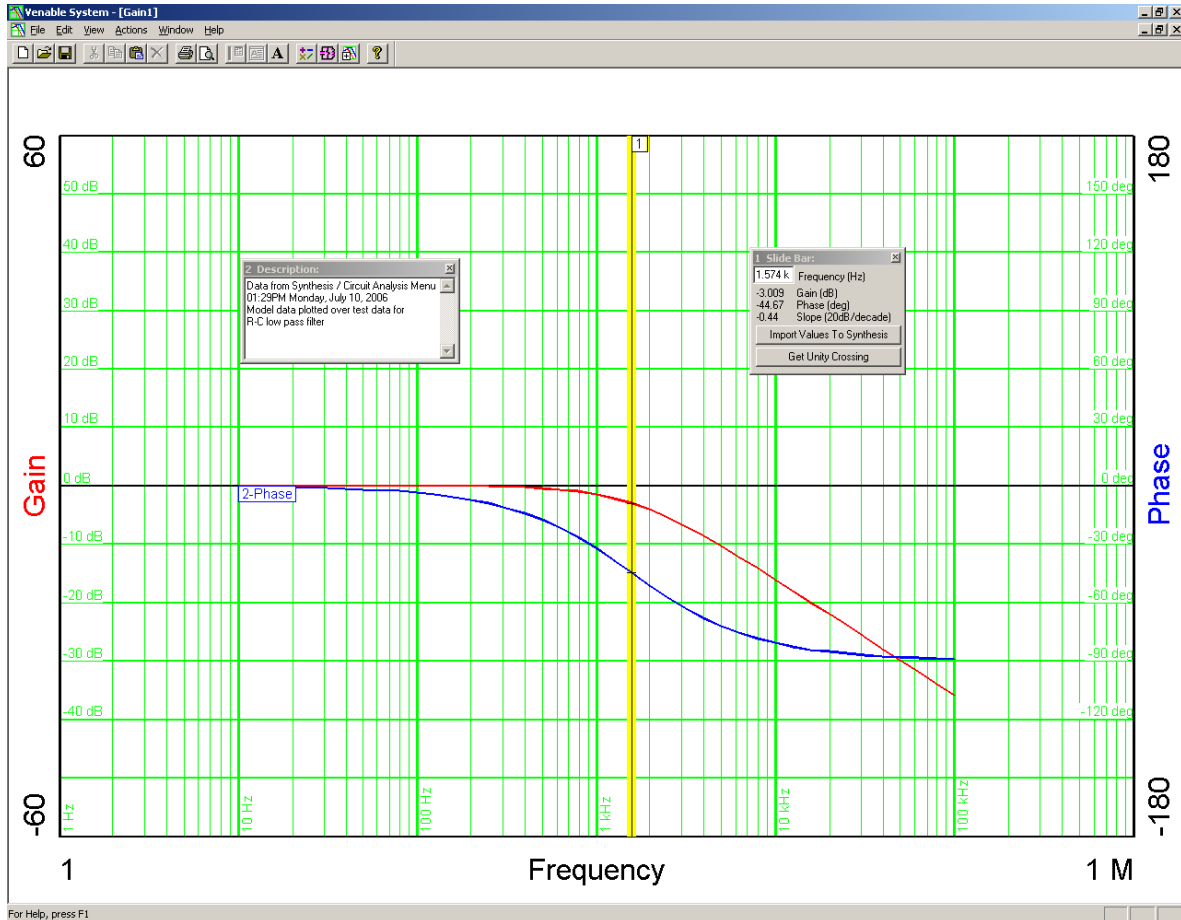 Venable System - [Gain1]
File Edit View Actions Window Help
A
?
60
180
1
50 dB
150 deg
40 dB
120 deg
30 dB
90 deg
20 dB
60 deg
10 dB
30 deg
0 dB
0 deg
-10 dB
-30 deg
-20 dB
-60 deg
-30 dB
-90 deg
-40 dB
-120 deg
2 Description:
Data from Synthesis / Circuit Analysis Menu
01:29PM Monday, July 10, 2006
Model data plotted over test data for
R-C low pass filter
1 Slide Bar:
1.574 k Frequency (Hz)
-3.009 Gain (dB)
-44.67 Phase (deg)
-0.44 Slope (20dB/decade)
Import Values To Synthesis
Get Unity Crossing
Gain
2-Phase
Phase
1 Hz
10 Hz
100 Hz
1 kHz
10 kHz
100 kHz
-60
-180
1
Frequency
1 M
For Help, press F1